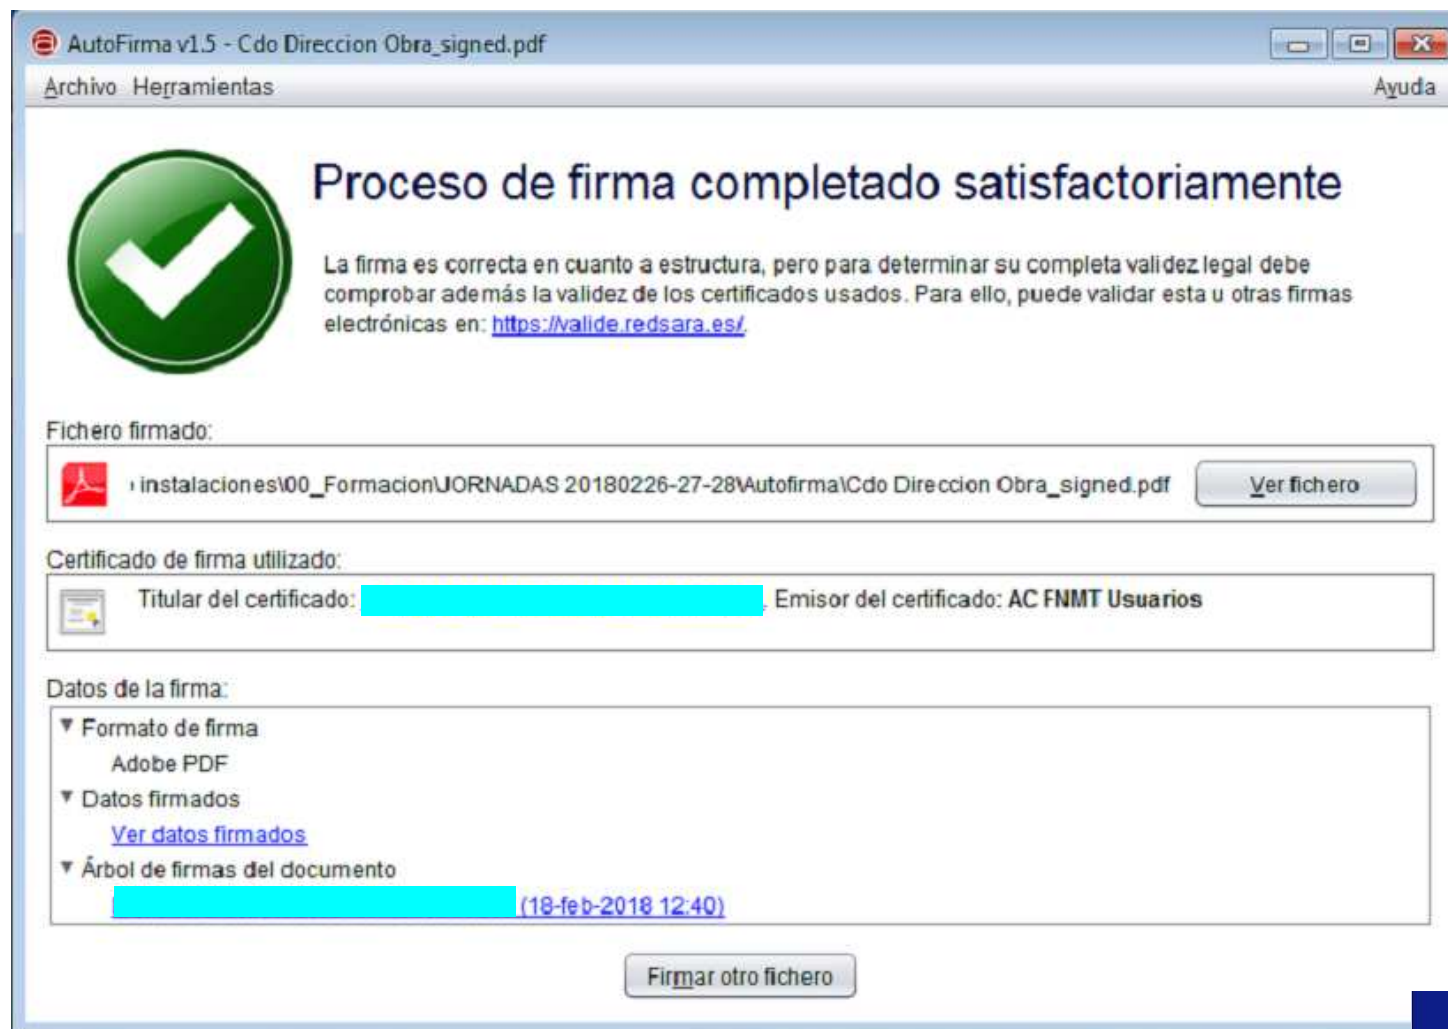 AutoFirma v1.5 - Cdo Direccion Obra_signed.pdf
Archivo Herramientas Ayuda
Proceso de firma completado satisfactoriamente
La firma es correcta en cuanto a estructura, pero para determinar su completa validez legal debe
comprobar además la validez de los certificados usados. Para ello, puede validar esta u otras firmas
electrónicas en: https://valide.redsara.es/.
Fichero firmado:
instalaciones\00_Formacion\JORNADAS 20180226-27-28\Autofirma\Cdo Direccion Obra_signed.pdf Ver fichero
Certificado de firma utilizado:
Titular del certificado: . Emisor del certificado: AC FNMT Usuarios
Datos de la firma:
Formato de firma
Adobe PDF
Datos firmados
Ver datos firmados
Árbol de firmas del documento
(18-feb-2018 12:40)
Firmar otro fichero